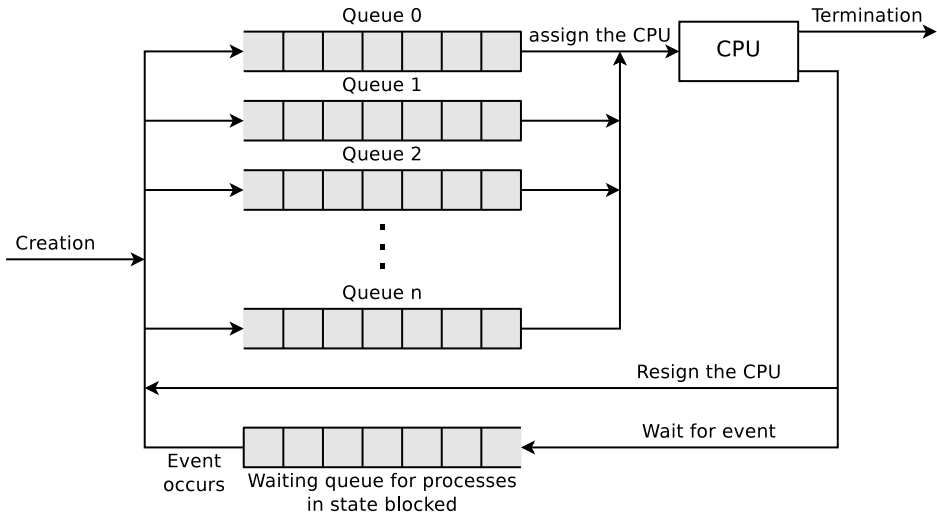 Queue 0
Termination
assign the CPU
CPU
Queue 1
Queue 2
Creation
Queue n
Resign the CPU
Wait for event
Event
occurs
Waiting queue for processes
in state blocked